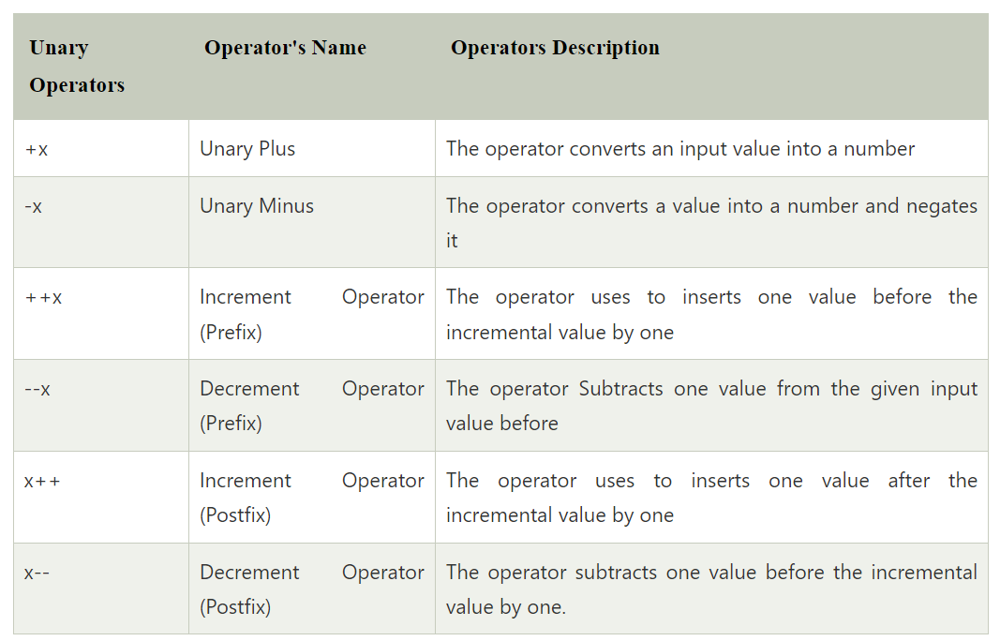 Unary
Operators
Operator's Name
Operators Description
+x
Unary Plus
The operator converts an input value into a number
-x
Unary Minus
The operator converts a value into a number and negates
it
++x
Increment Operator
(Prefix)
The operator uses to inserts one value before the
incremental value by one
--x
Decrement Operator
(Prefix)
The operator Subtracts one value from the given input
value before
x++
Increment Operator
(Postfix)
The operator uses to inserts one value after the
incremental value by one
x--
Decrement Operator
(Postfix)
The operator subtracts one value before the incremental
value by one.